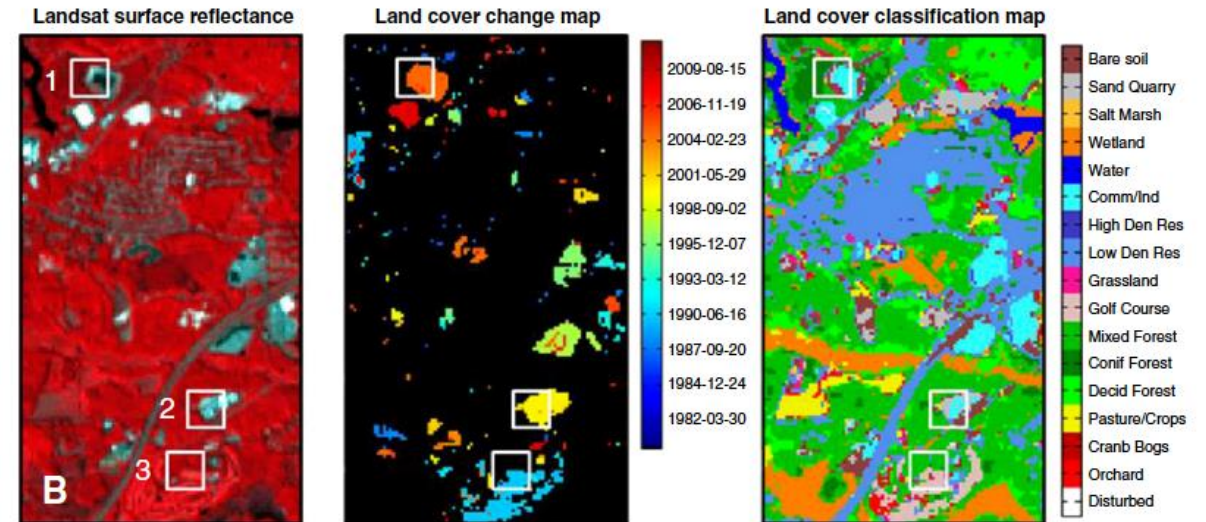 Landsat surface reflectance
Land cover change map
Land cover classification map
1
2
3
B
2009-08-15
2006-11-19
2004-02-23
2001-05-29
1998-09-02
1995-12-07
1993-03-12
1990-06-16
1987-09-20
1984-12-24
1982-03-30
Bare soil
Sand Quarry
Salt Marsh
Wetland
Water
Comm/Ind
High Den Res
Low Den Res
Grassland
Golf Course
Mixed Forest
Conif Forest
Decid Forest
Pasture/Crops
Cranb Bogs
Orchard
Disturbed